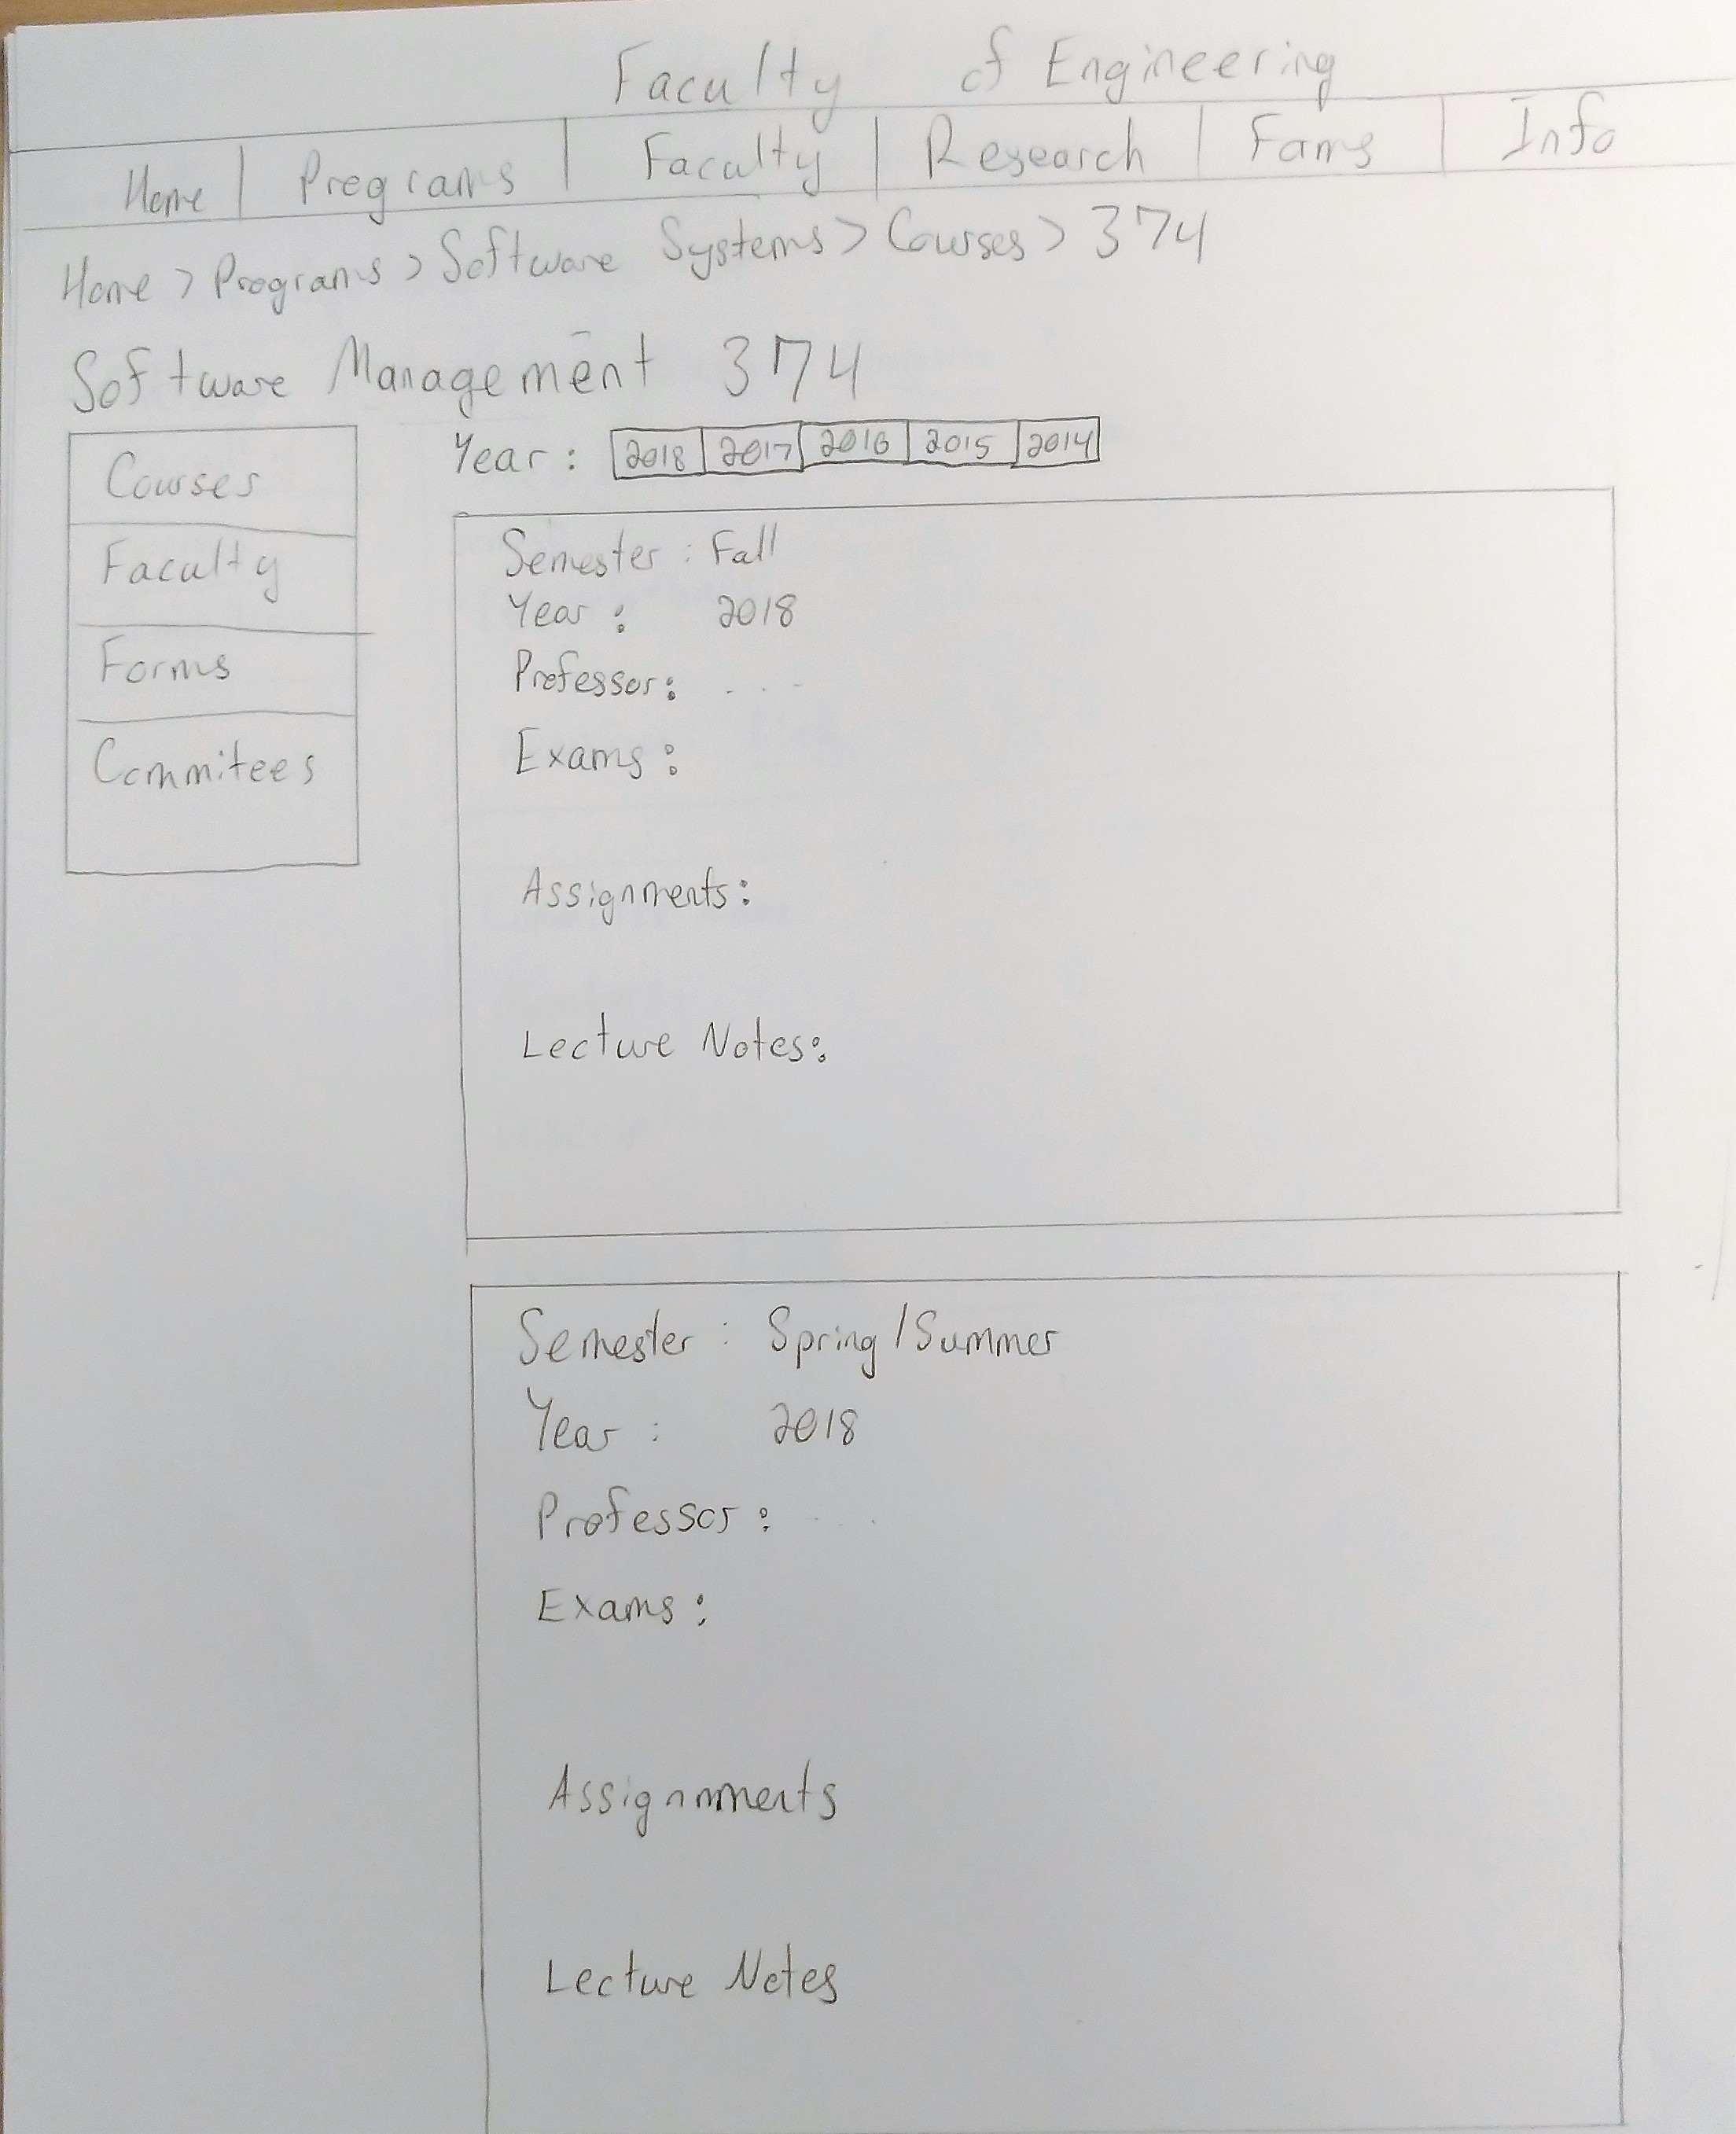 Faculty of Engineering
Home | Programs | Faculty | Research | Fams | Info
Home > Programs > Software Systems > Courses > 374
Software Management 374
Year : 2018 2017 2016 2015 2014
Courses
Faculty
Forms
Commitees
Semester : Fall
Year : 2018
Professor: ...
Exams :
Assignments:
Lecture Notes:
Semester : Spring/Summer
Year : 2018
Professor : ...
Exams :
Assignmments
Lecture Notes